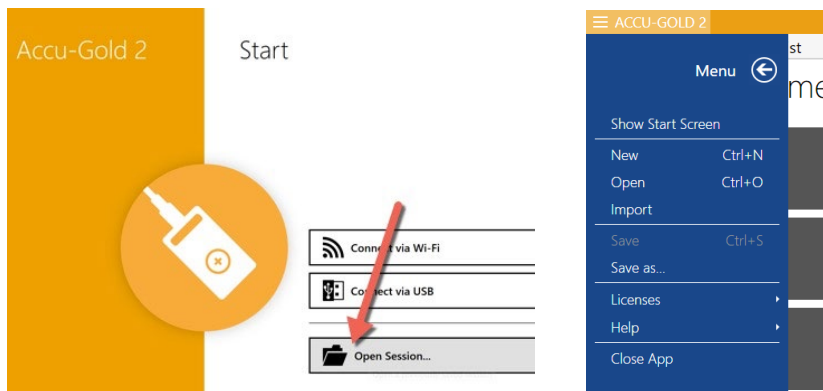 Accu-Gold 2
Start
Connect via Wi-Fi
Connect via USB
Open Session...
ACCU-GOLD 2
st
Menu
me
Show Start Screen
New Ctrl+N
Open Ctrl+O
Import
Save Ctrl+S
Save as...
Licenses
Help
Close App